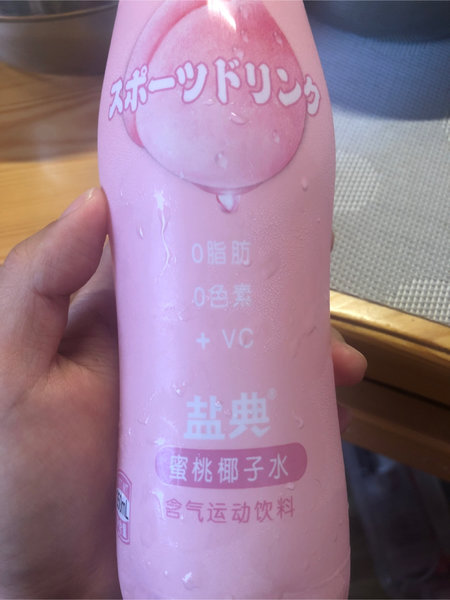 スポーツドリンク
0脂肪
0色素
+ VC
盐典®
蜜桃椰子水
含气运动饮料